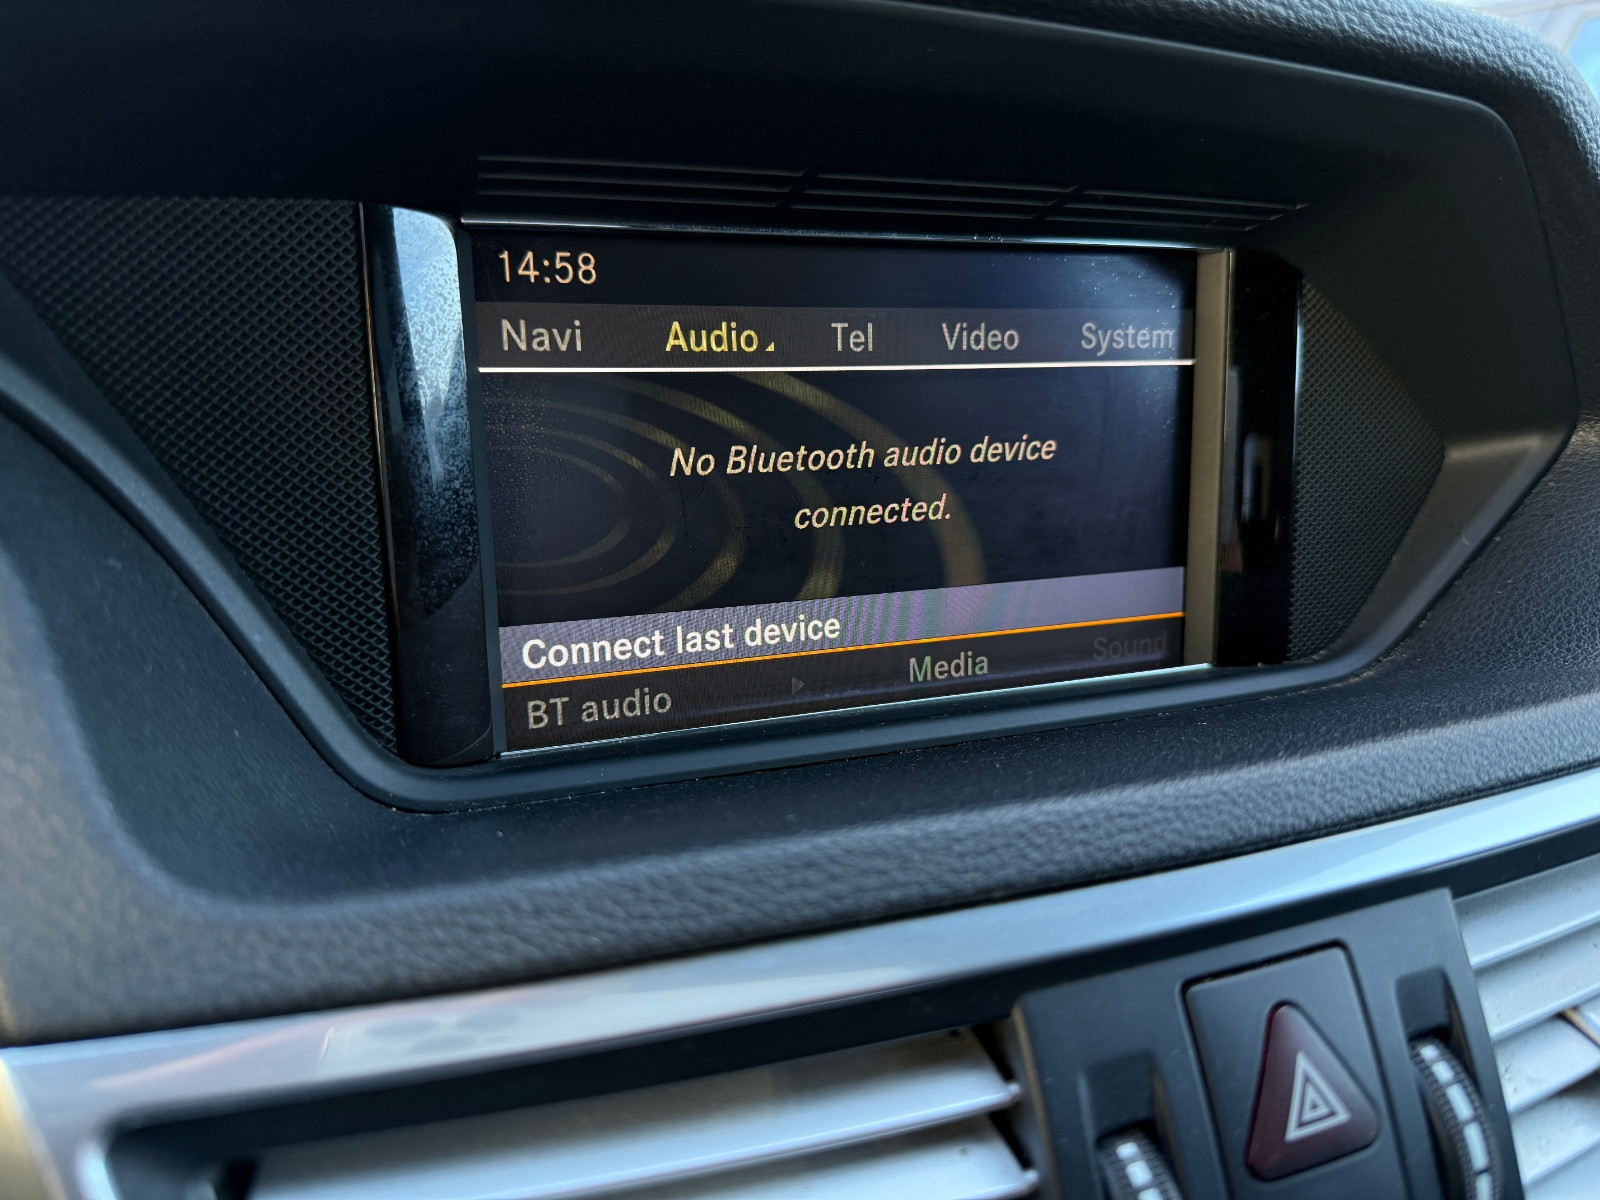 14:58
Navi Audio Tel Video System
No Bluetooth audio device
connected.
Connect last device
BT audio Media Sound